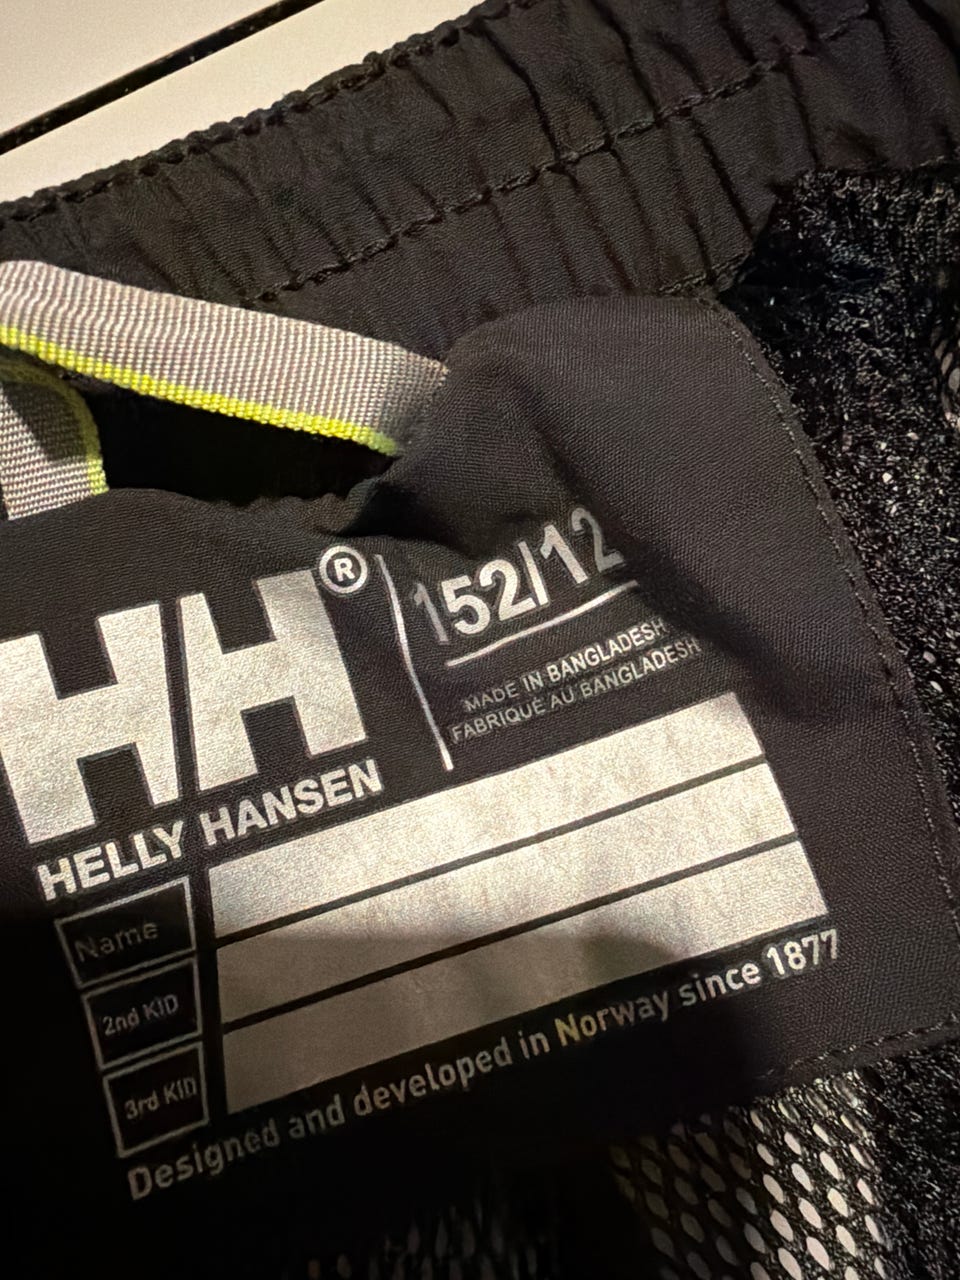 HH®
HELLY HANSEN
152/12
MADE IN BANGLADESH
FABRIQUÉ AU BANGLADESH
Name
2nd KID
3rd KID
Designed and developed in Norway since 1877